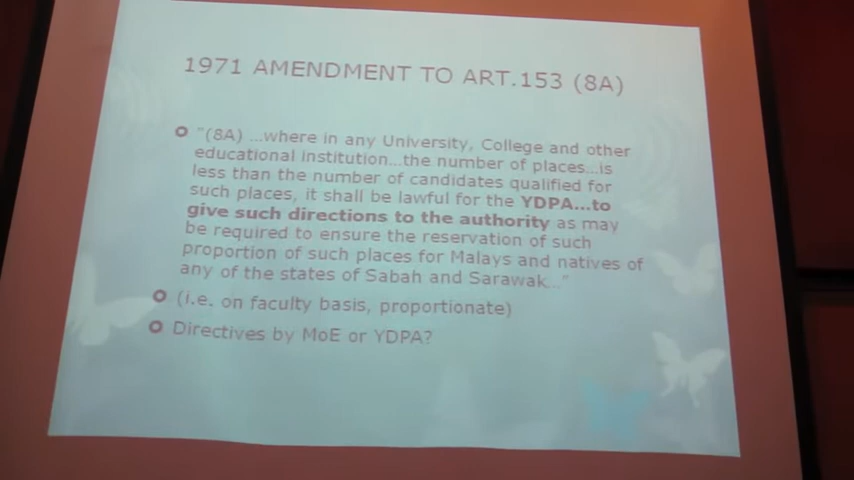 1971 AMENDMENT TO ART.153 (8A)
"(8A) ...where in any University, College and other
educational institution...the number of places...is
less than the number of candidates qualified for
such places, it shall be lawful for the YDPA...to
give such directions to the authority as may
be required to ensure the reservation of such
proportion of such places for Malays and natives of
any of the states of Sabah and Sarawak..."
(i.e. on faculty basis, proportionate)
Directives by MoE or YDPA?